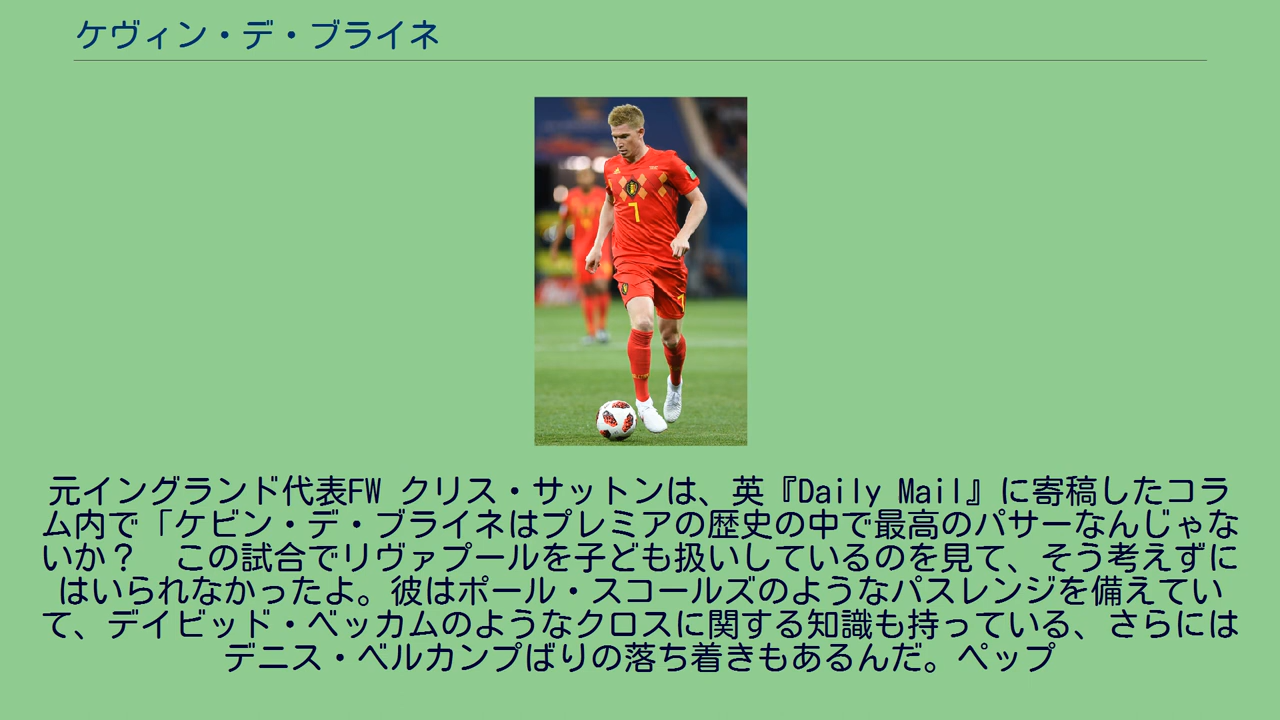 ケヴィン・デ・ブライネ
7
7
元イングランド代表FW クリス・サットンは、英『Daily Mail』に寄稿したコラ
ム内で「ケビン・デ・ブライネはプレミアの歴史の中で最高のパサーなんじゃな
いか？　この試合でリヴァプールを子ども扱いしているのを見て、そう考えずに
はいられなかったよ。彼はポール・スコールズのようなパスレンジを備えてい
て、デイビッド・ベッカムのようなクロスに関する知識も持っている、さらには
デニス・ベルカンプばりの落ち着きもあるんだ。ペップ